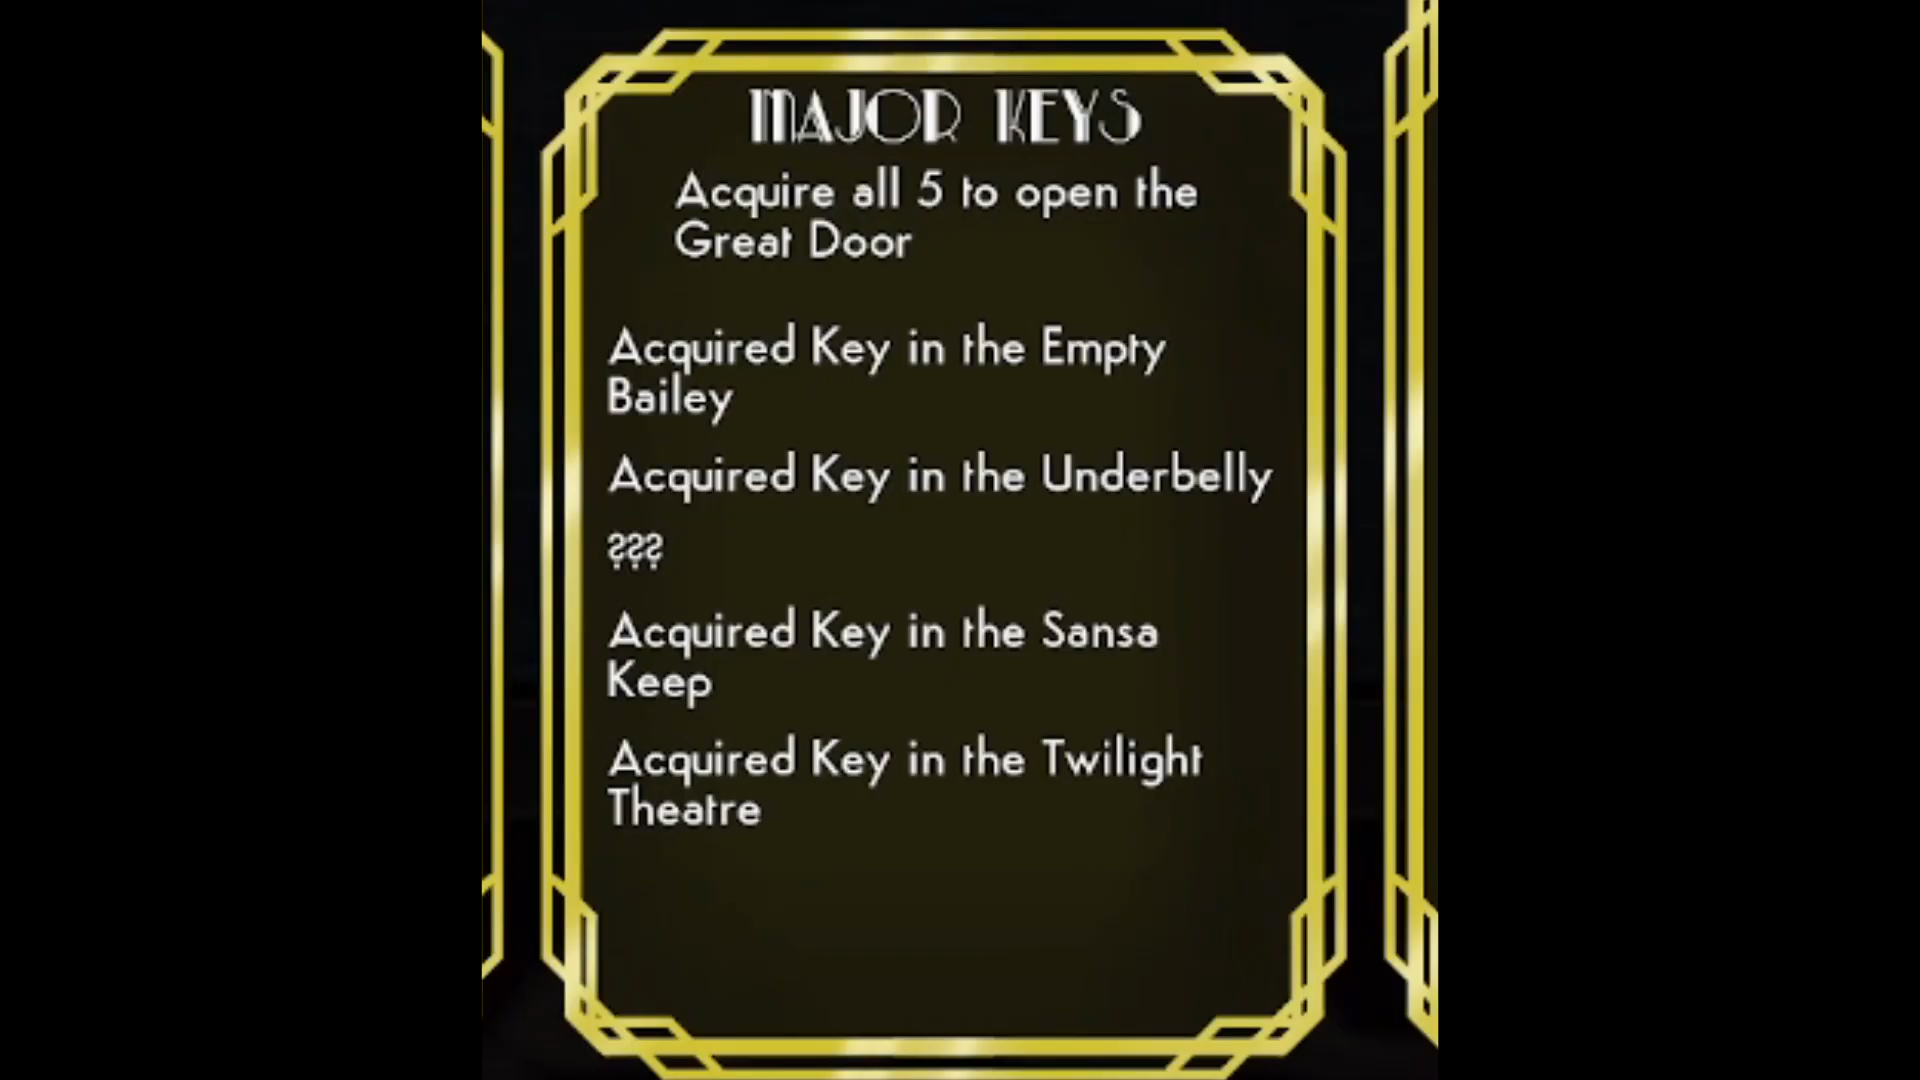 MAJOR KEYS
Acquire all 5 to open the
Great Door
Acquired Key in the Empty
Bailey
Acquired Key in the Underbelly
???
Acquired Key in the Sansa
Keep
Acquired Key in the Twilight
Theatre